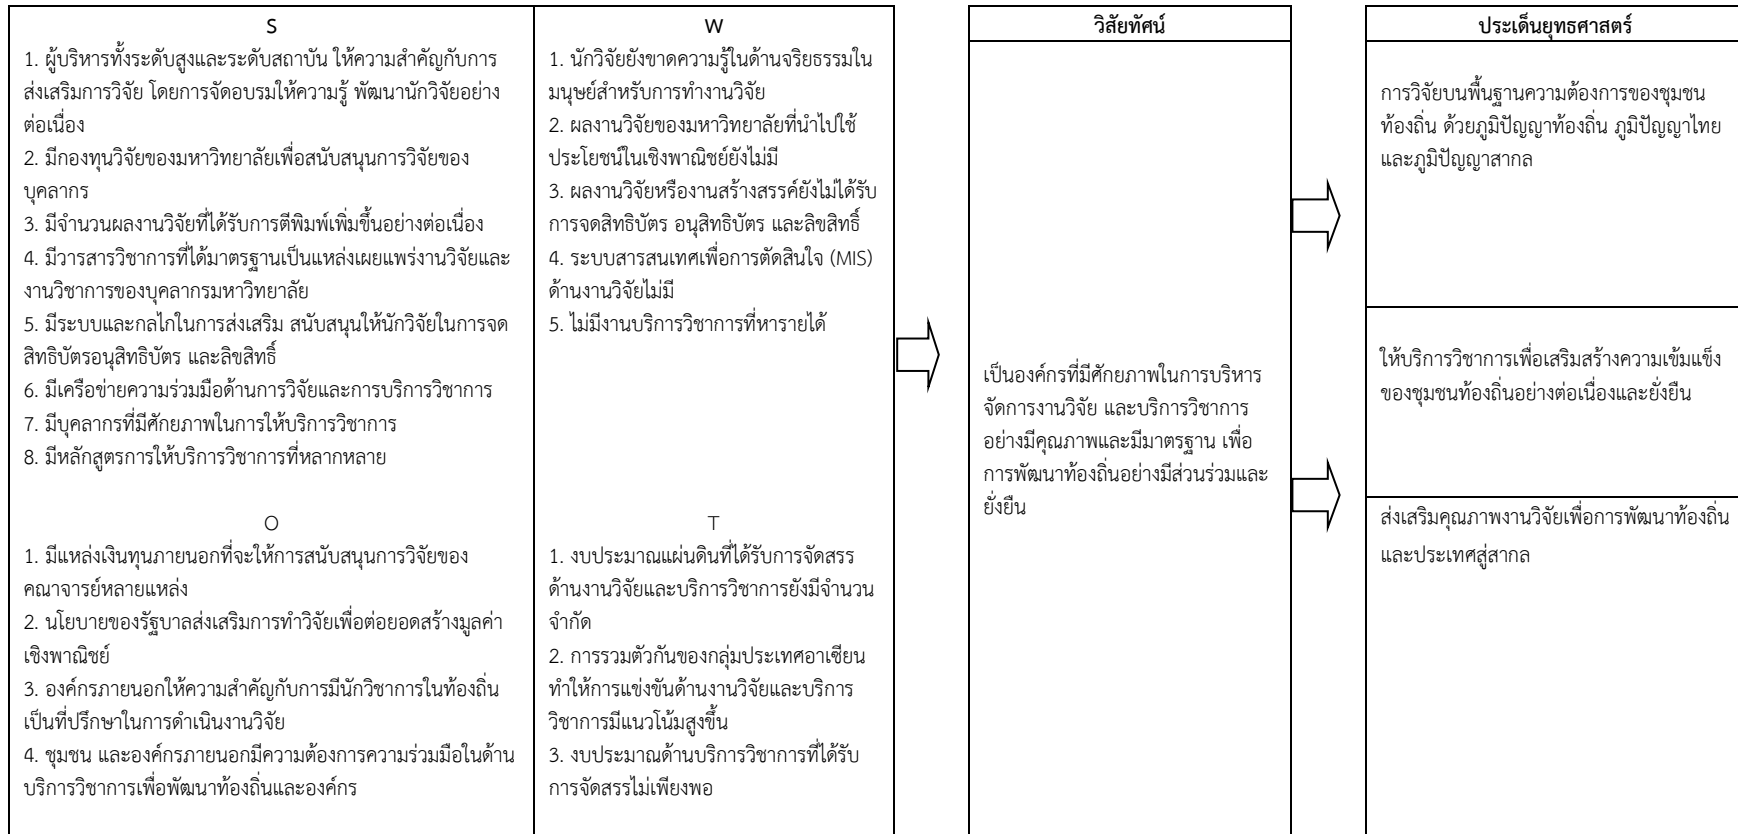 S
1. ผู้บริหารทั้งระดับสูงและระดับสถาบัน ให้ความสำคัญกับการ
ส่งเสริมการวิจัย โดยการจัดอบรมให้ความรู้ พัฒนานักวิจัยอย่าง
ต่อเนื่อง
2. มีกองทุนวิจัยของมหาวิทยาลัยเพื่อสนับสนุนการวิจัยของ
บุคลากร
3. มีจำนวนผลงานวิจัยที่ได้รับการตีพิมพ์เพิ่มขึ้นอย่างต่อเนื่อง
4. มีวารสารวิชาการที่ได้มาตรฐานเป็นแหล่งเผยแพร่งานวิจัยและ
งานวิชาการของบุคลากรมหาวิทยาลัย
5. มีระบบและกลไกในการส่งเสริม สนับสนุนให้นักวิจัยในการจด
สิทธิบัตรอนุสิทธิบัตร และลิขสิทธิ์
6. มีเครือข่ายความร่วมมือด้านการวิจัยและการบริการวิชาการ
7. มีบุคลากรที่มีศักยภาพในการให้บริการวิชาการ
8. มีหลักสูตรการให้บริการวิชาการที่หลากหลาย
W
1. นักวิจัยยังขาดความรู้ในด้านจริยธรรมใน
มนุษย์สำหรับการทำงานวิจัย
2. ผลงานวิจัยของมหาวิทยาลัยที่นำไปใช้
ประโยชน์ในเชิงพาณิชย์ยังไม่มี
3. ผลงานวิจัยหรืองานสร้างสรรค์ยังไม่ได้รับ
การจดสิทธิบัตร อนุสิทธิบัตร และลิขสิทธิ์
4. ระบบสารสนเทศเพื่อการตัดสินใจ (MIS)
ด้านงานวิจัยไม่มี
5. ไม่มีงานบริการวิชาการที่หารายได้
O
1. มีแหล่งเงินทุนภายนอกที่จะให้การสนับสนุนการวิจัยของ
คณาจารย์หลายแหล่ง
2. นโยบายของรัฐบาลส่งเสริมการทำวิจัยเพื่อต่อยอดสร้างมูลค่า
เชิงพาณิชย์
3. องค์กรภายนอกให้ความสำคัญกับการมีนักวิชาการในท้องถิ่น
เป็นที่ปรึกษาในการดำเนินงานวิจัย
4. ชุมชน และองค์กรภายนอกมีความต้องการความร่วมมือในด้าน
บริการวิชาการเพื่อพัฒนาท้องถิ่นและองค์กร
T
1. งบประมาณแผ่นดินที่ได้รับการจัดสรร
ด้านงานวิจัยและบริการวิชาการยังมีจำนวน
จำกัด
2. การรวมตัวกันของกลุ่มประเทศอาเซียน
ทำให้การแข่งขันด้านงานวิจัยและบริการ
วิชาการมีแนวโน้มสูงขึ้น
3. งบประมาณด้านบริการวิชาการที่ได้รับ
การจัดสรรไม่เพียงพอ
วิสัยทัศน์
เป็นองค์กรที่มีศักยภาพในการบริหาร
จัดการงานวิจัย และบริการวิชาการ
อย่างมีคุณภาพและมีมาตรฐาน เพื่อ
การพัฒนาท้องถิ่นอย่างมีส่วนร่วมและ
ยั่งยืน
ประเด็นยุทธศาสตร์
การวิจัยบนพื้นฐานความต้องการของชุมชน
ท้องถิ่น ด้วยภูมิปัญญาท้องถิ่น ภูมิปัญญาไทย
และภูมิปัญญาสากล
ให้บริการวิชาการเพื่อเสริมสร้างความเข้มแข็ง
ของชุมชนท้องถิ่นอย่างต่อเนื่องและยั่งยืน
ส่งเสริมคุณภาพงานวิจัยเพื่อการพัฒนาท้องถิ่น
และประเทศสู่สากล